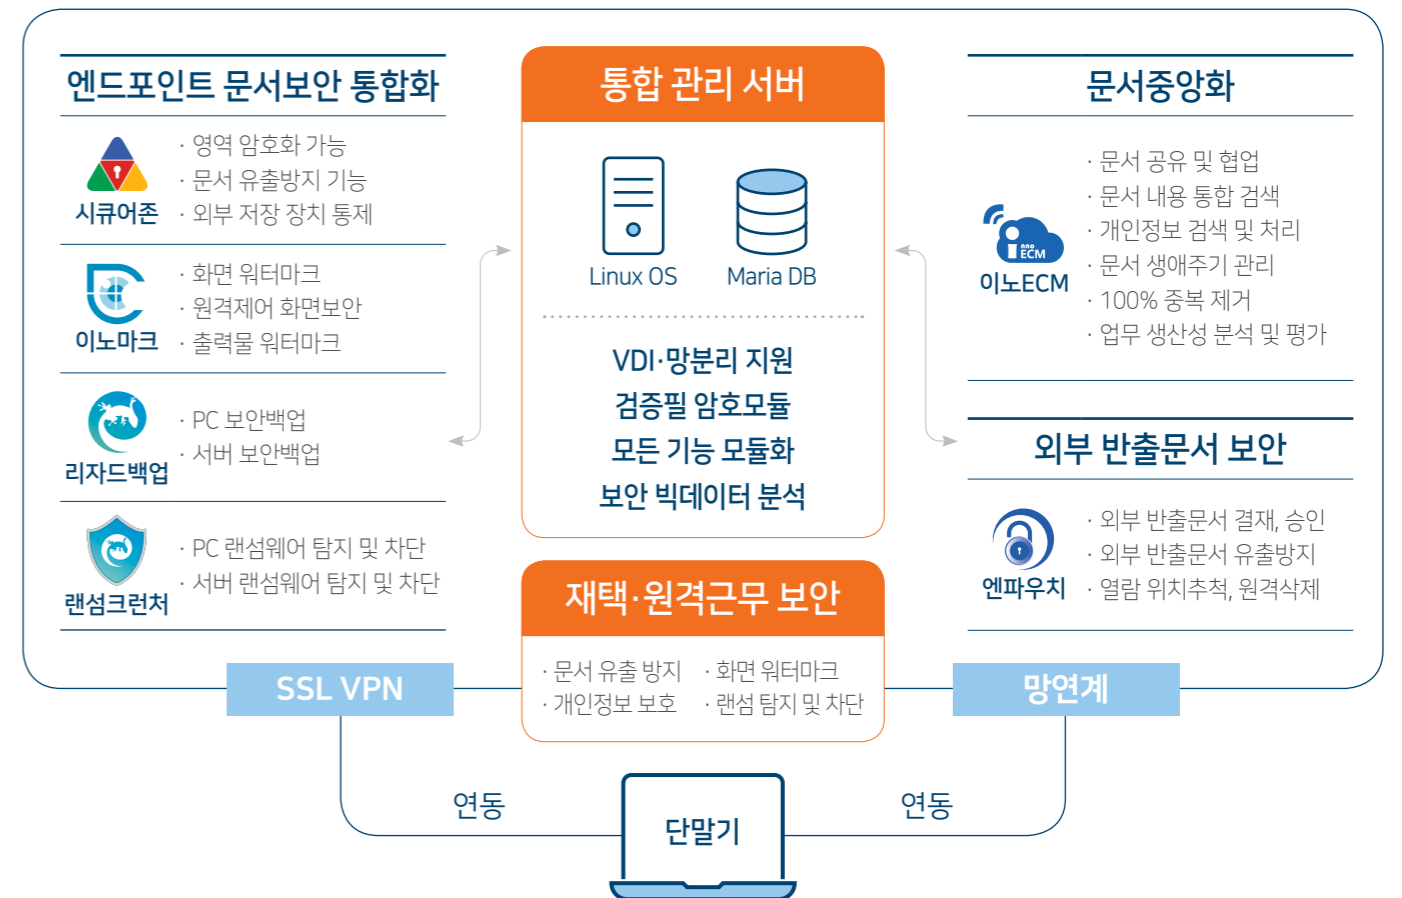 엔드포인트 문서보안 통합화
시큐어존
· 영역 암호화 가능
· 문서 유출방지 기능
· 외부 저장 장치 통제
이노마크
· 화면 워터마크
· 원격제어 화면보안
· 출력물 워터마크
리자드백업
· PC 보안백업
· 서버 보안백업
랜섬크런처
· PC 랜섬웨어 탐지 및 차단
· 서버 랜섬웨어 탐지 및 차단
통합 관리 서버
Linux OS
Maria DB
VDI·망분리 지원
검증필 암호모듈
모든 기능 모듈화
보안 빅데이터 분석
재택·원격근무 보안
· 문서 유출 방지
· 화면 워터마크
· 개인정보 보호
· 랜섬 탐지 및 차단
문서중앙화
inno
ECM
이노ECM
· 문서 공유 및 협업
· 문서 내용 통합 검색
· 개인정보 검색 및 처리
· 문서 생애주기 관리
· 100% 중복 제거
· 업무 생산성 분석 및 평가
외부 반출문서 보안
엔파우치
· 외부 반출문서 결재, 승인
· 외부 반출문서 유출방지
· 열람 위치추척, 원격삭제
SSL VPN
망연계
연동
단말기
연동